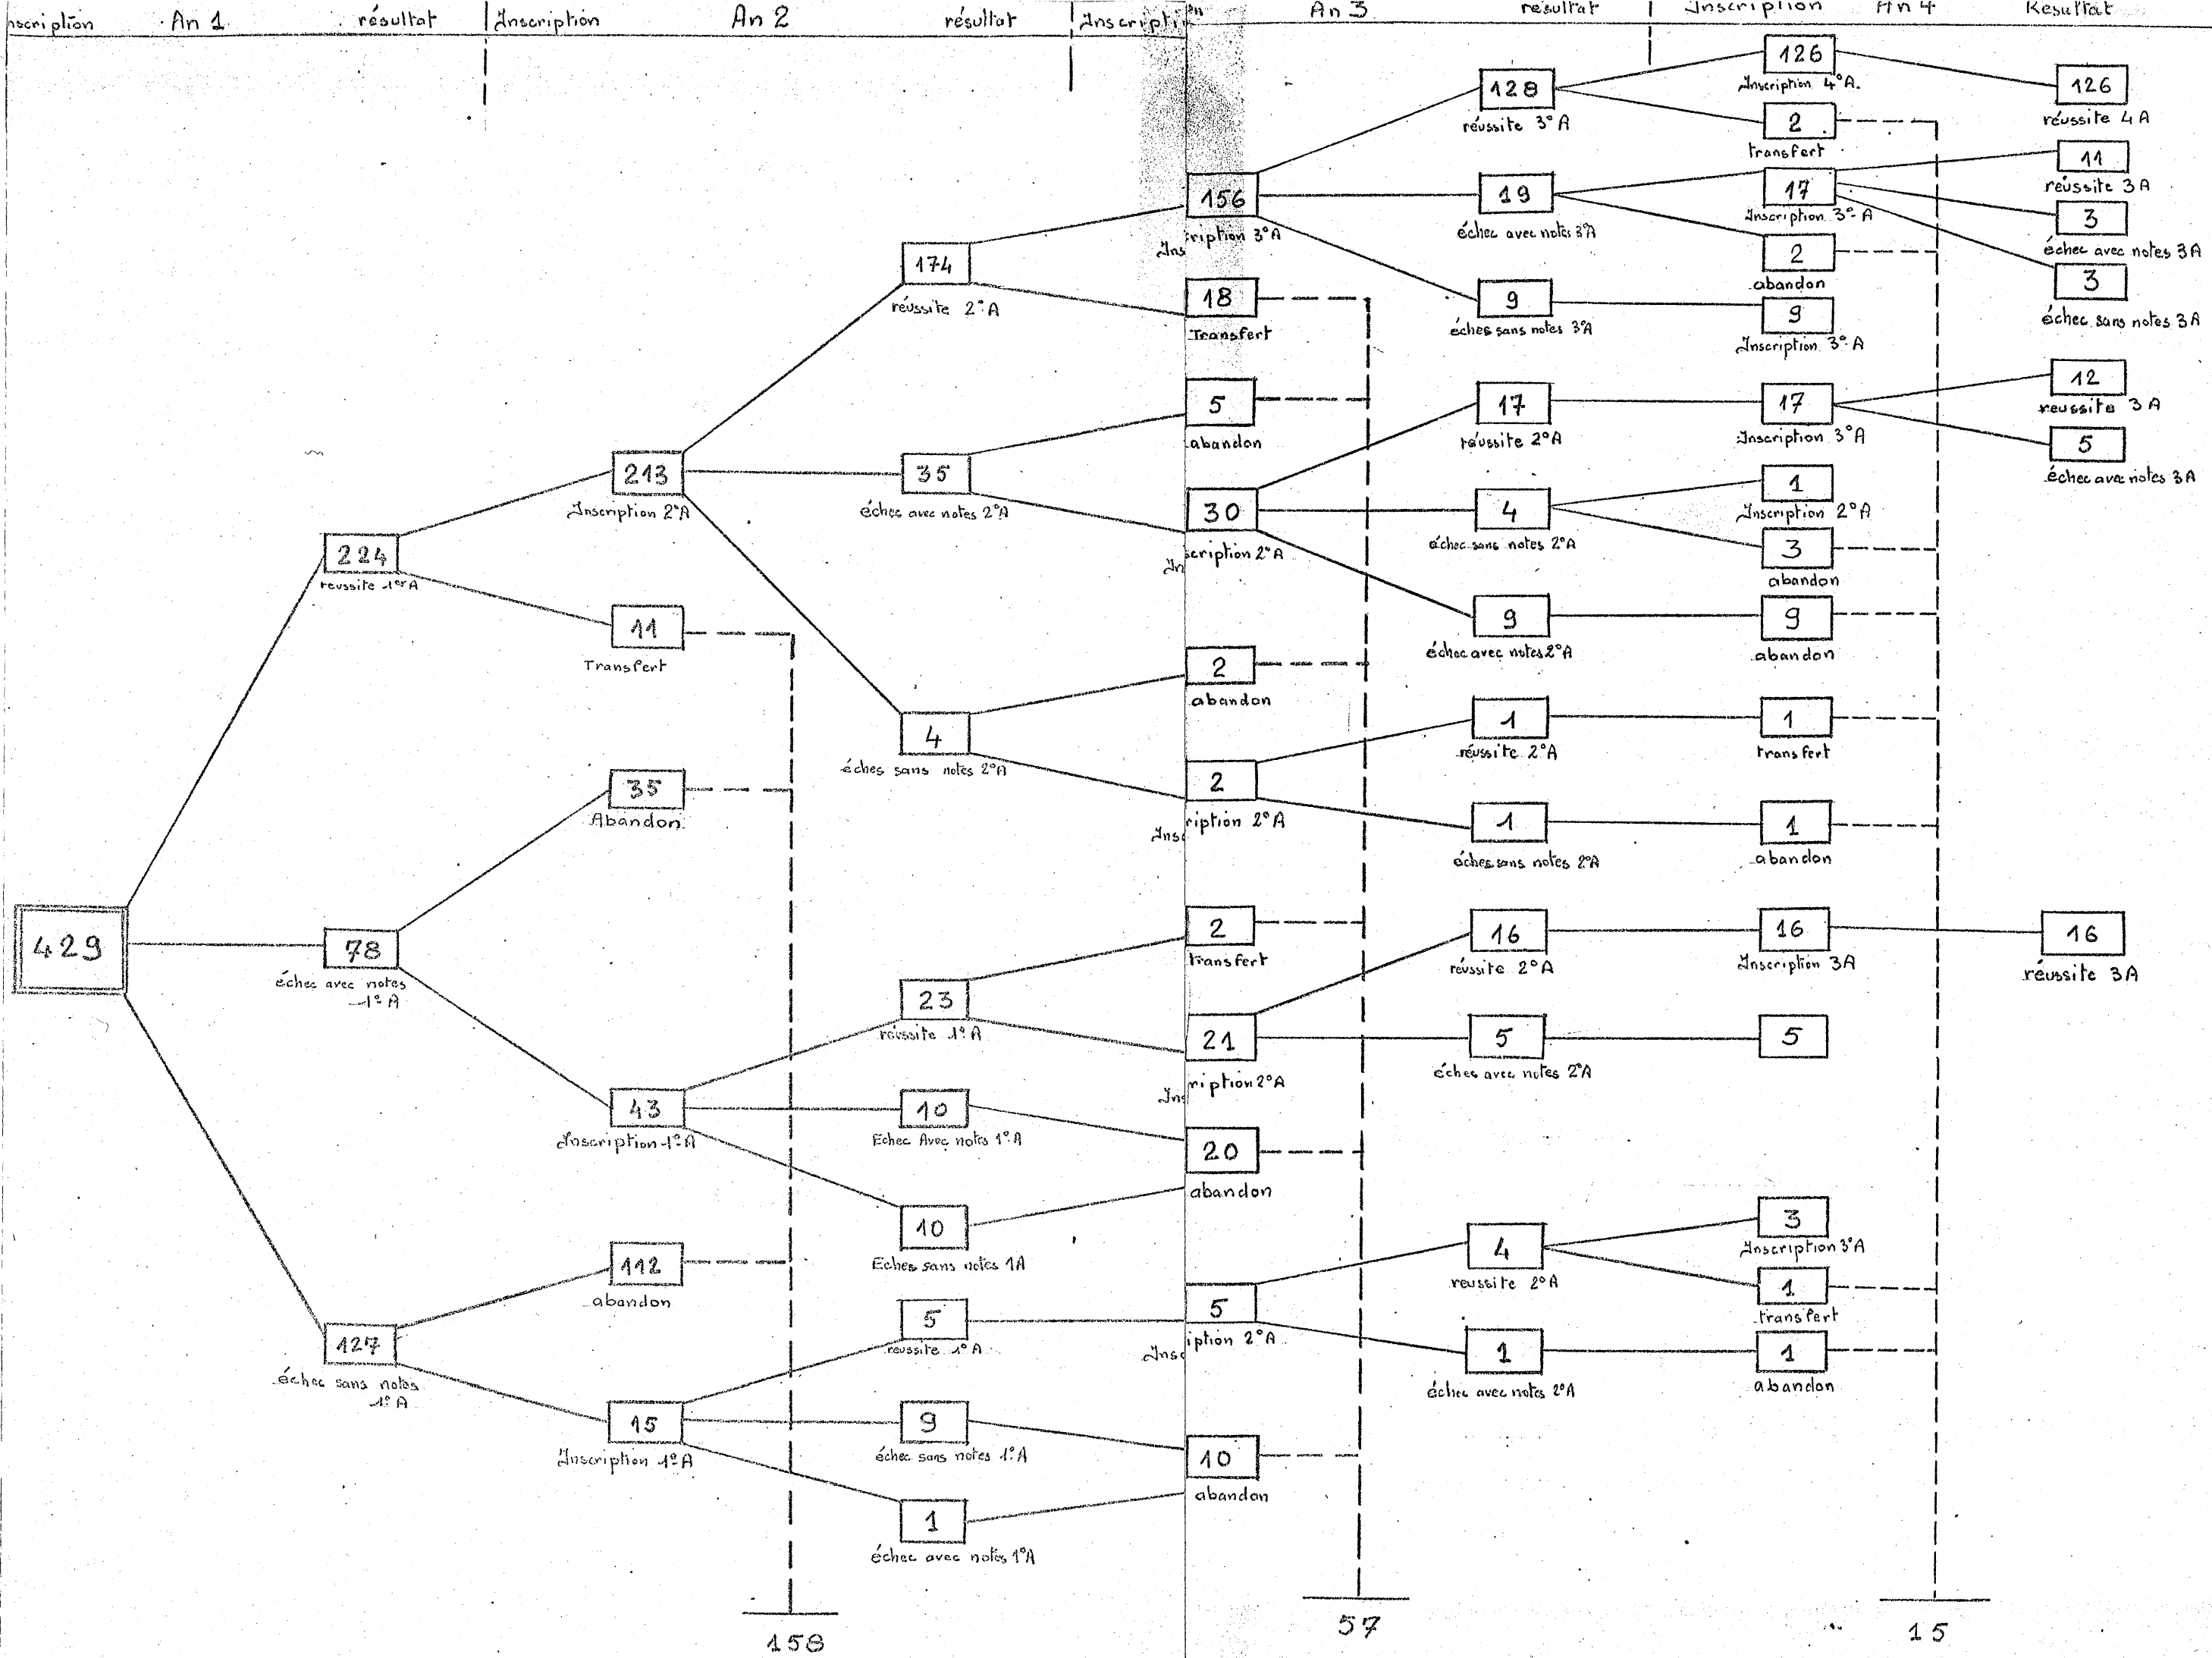 nscription An 1 résultat Inscription An 2 résultat Inscription An 3 résultat Inscription An 4 Resultat
429
224
reussite 1er A
78
échec avec notes
1° A
127
échec sans notes
1° A
213
Inscription 2°A
11
Transfert
35
Abandon
43
Inscription 1° A
112
abandon
15
Inscription 1° A
174
réussite 2° A
35
échec avec notes 2°A
4
éches sans notes 2°A
23
réussite 1° A
10
Echec Avec notes 1° A
10
Eches sans notes 1A
5
reussite 1° A
9
échec sans notes 1° A
1
échec avec notes 1°A
156
Inscription 3°A
18
Transfert
5
abandon
30
Inscription 2°A
2
abandon
2
Inscription 2°A
2
transfert
21
Inscription 2°A
20
abandon
5
Inscription 2°A
10
abandon
128
réussite 3° A
19
échec avec notes 3°A
9
éches sans notes 3°A
17
réussite 2°A
4
échec sans notes 2°A
9
échec avec notes 2°A
1
réussite 2°A
1
éches sans notes 2°A
16
réussite 2°A
5
échec avec notes 2°A
4
reussite 2°A
1
échec avec notes 2°A
126
Inscription 4°A.
2
transfert
17
Inscription 3° A
2
abandon
9
Inscription 3° A
17
Inscription 3°A
1
Inscription 2°A
3
abandon
9
abandon
1
transfert
1
abandon
16
Inscription 3A
5
3
Inscription 3°A
1
transfert
1
abandon
126
réussite 4A
11
réussite 3A
3
échec avec notes 3A
3
échec sans notes 3A
12
reussite 3A
5
échec avec notes 3A
16
réussite 3A
158
57
15